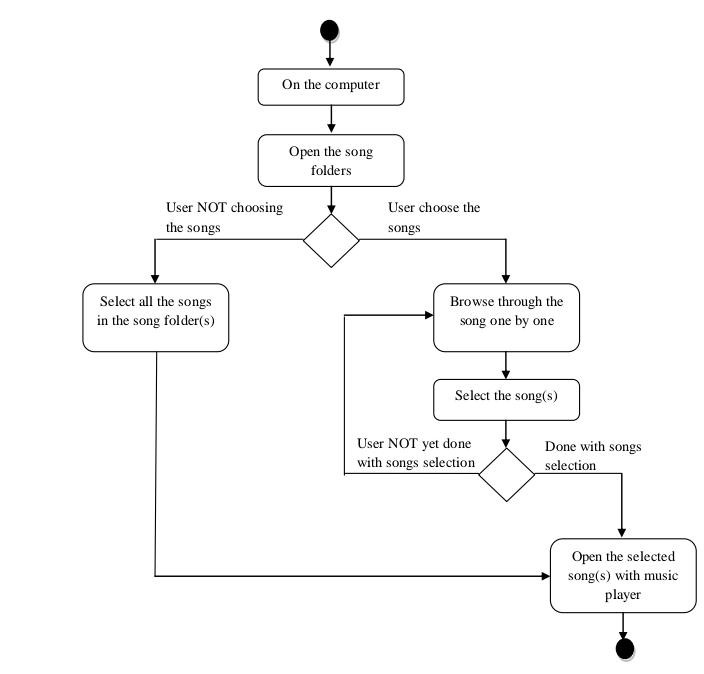 On the computer
Open the song
folders
User NOT choosing
the songs
User choose the
songs
Select all the songs
in the song folder(s)
Browse through the
song one by one
Select the song(s)
User NOT yet done
with songs selection
Done with songs
selection
Open the selected
song(s) with music
player